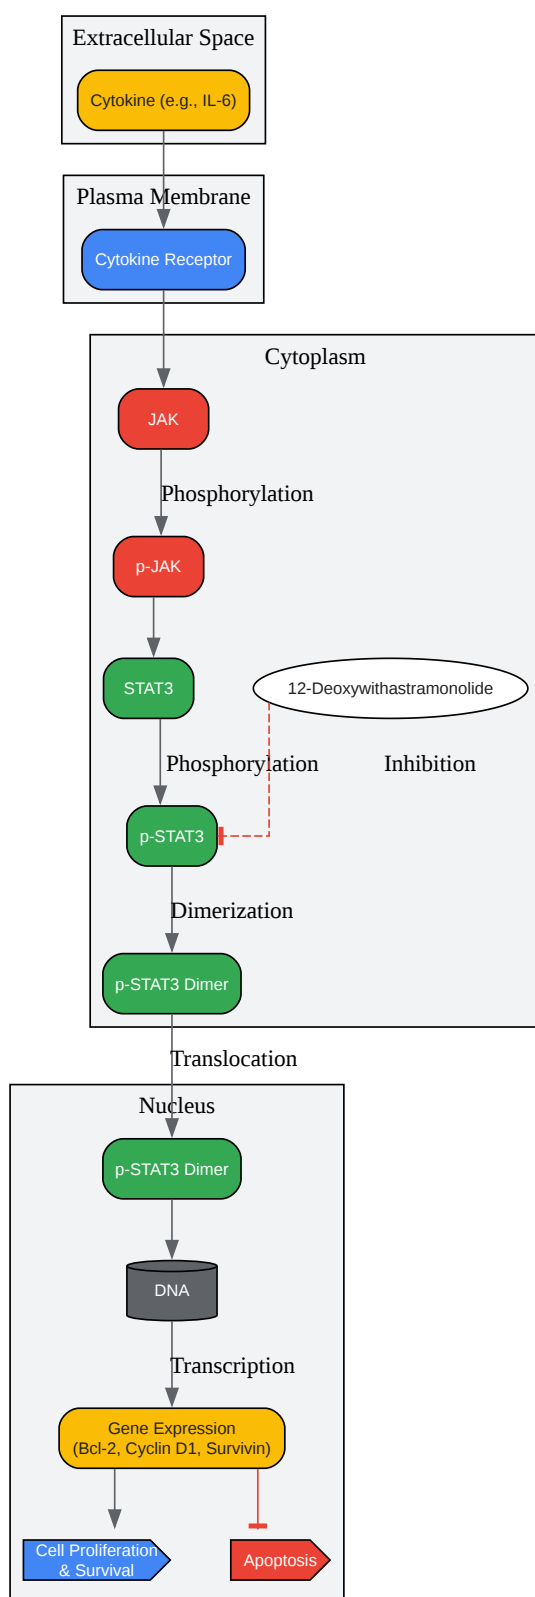 Extracellular Space
Cytokine (e.g., IL-6)
Plasma Membrane
Cytokine Receptor
Cytoplasm
JAK
Phosphorylation
p-JAK
STAT3
12-Deoxywithastramonolide
Phosphorylation
Inhibition
p-STAT3
Dimerization
p-STAT3 Dimer
Translocation
Nucleus
p-STAT3 Dimer
DNA
Transcription
Gene Expression
(Bcl-2, Cyclin D1, Survivin)
Cell Proliferation
& Survival
Apoptosis